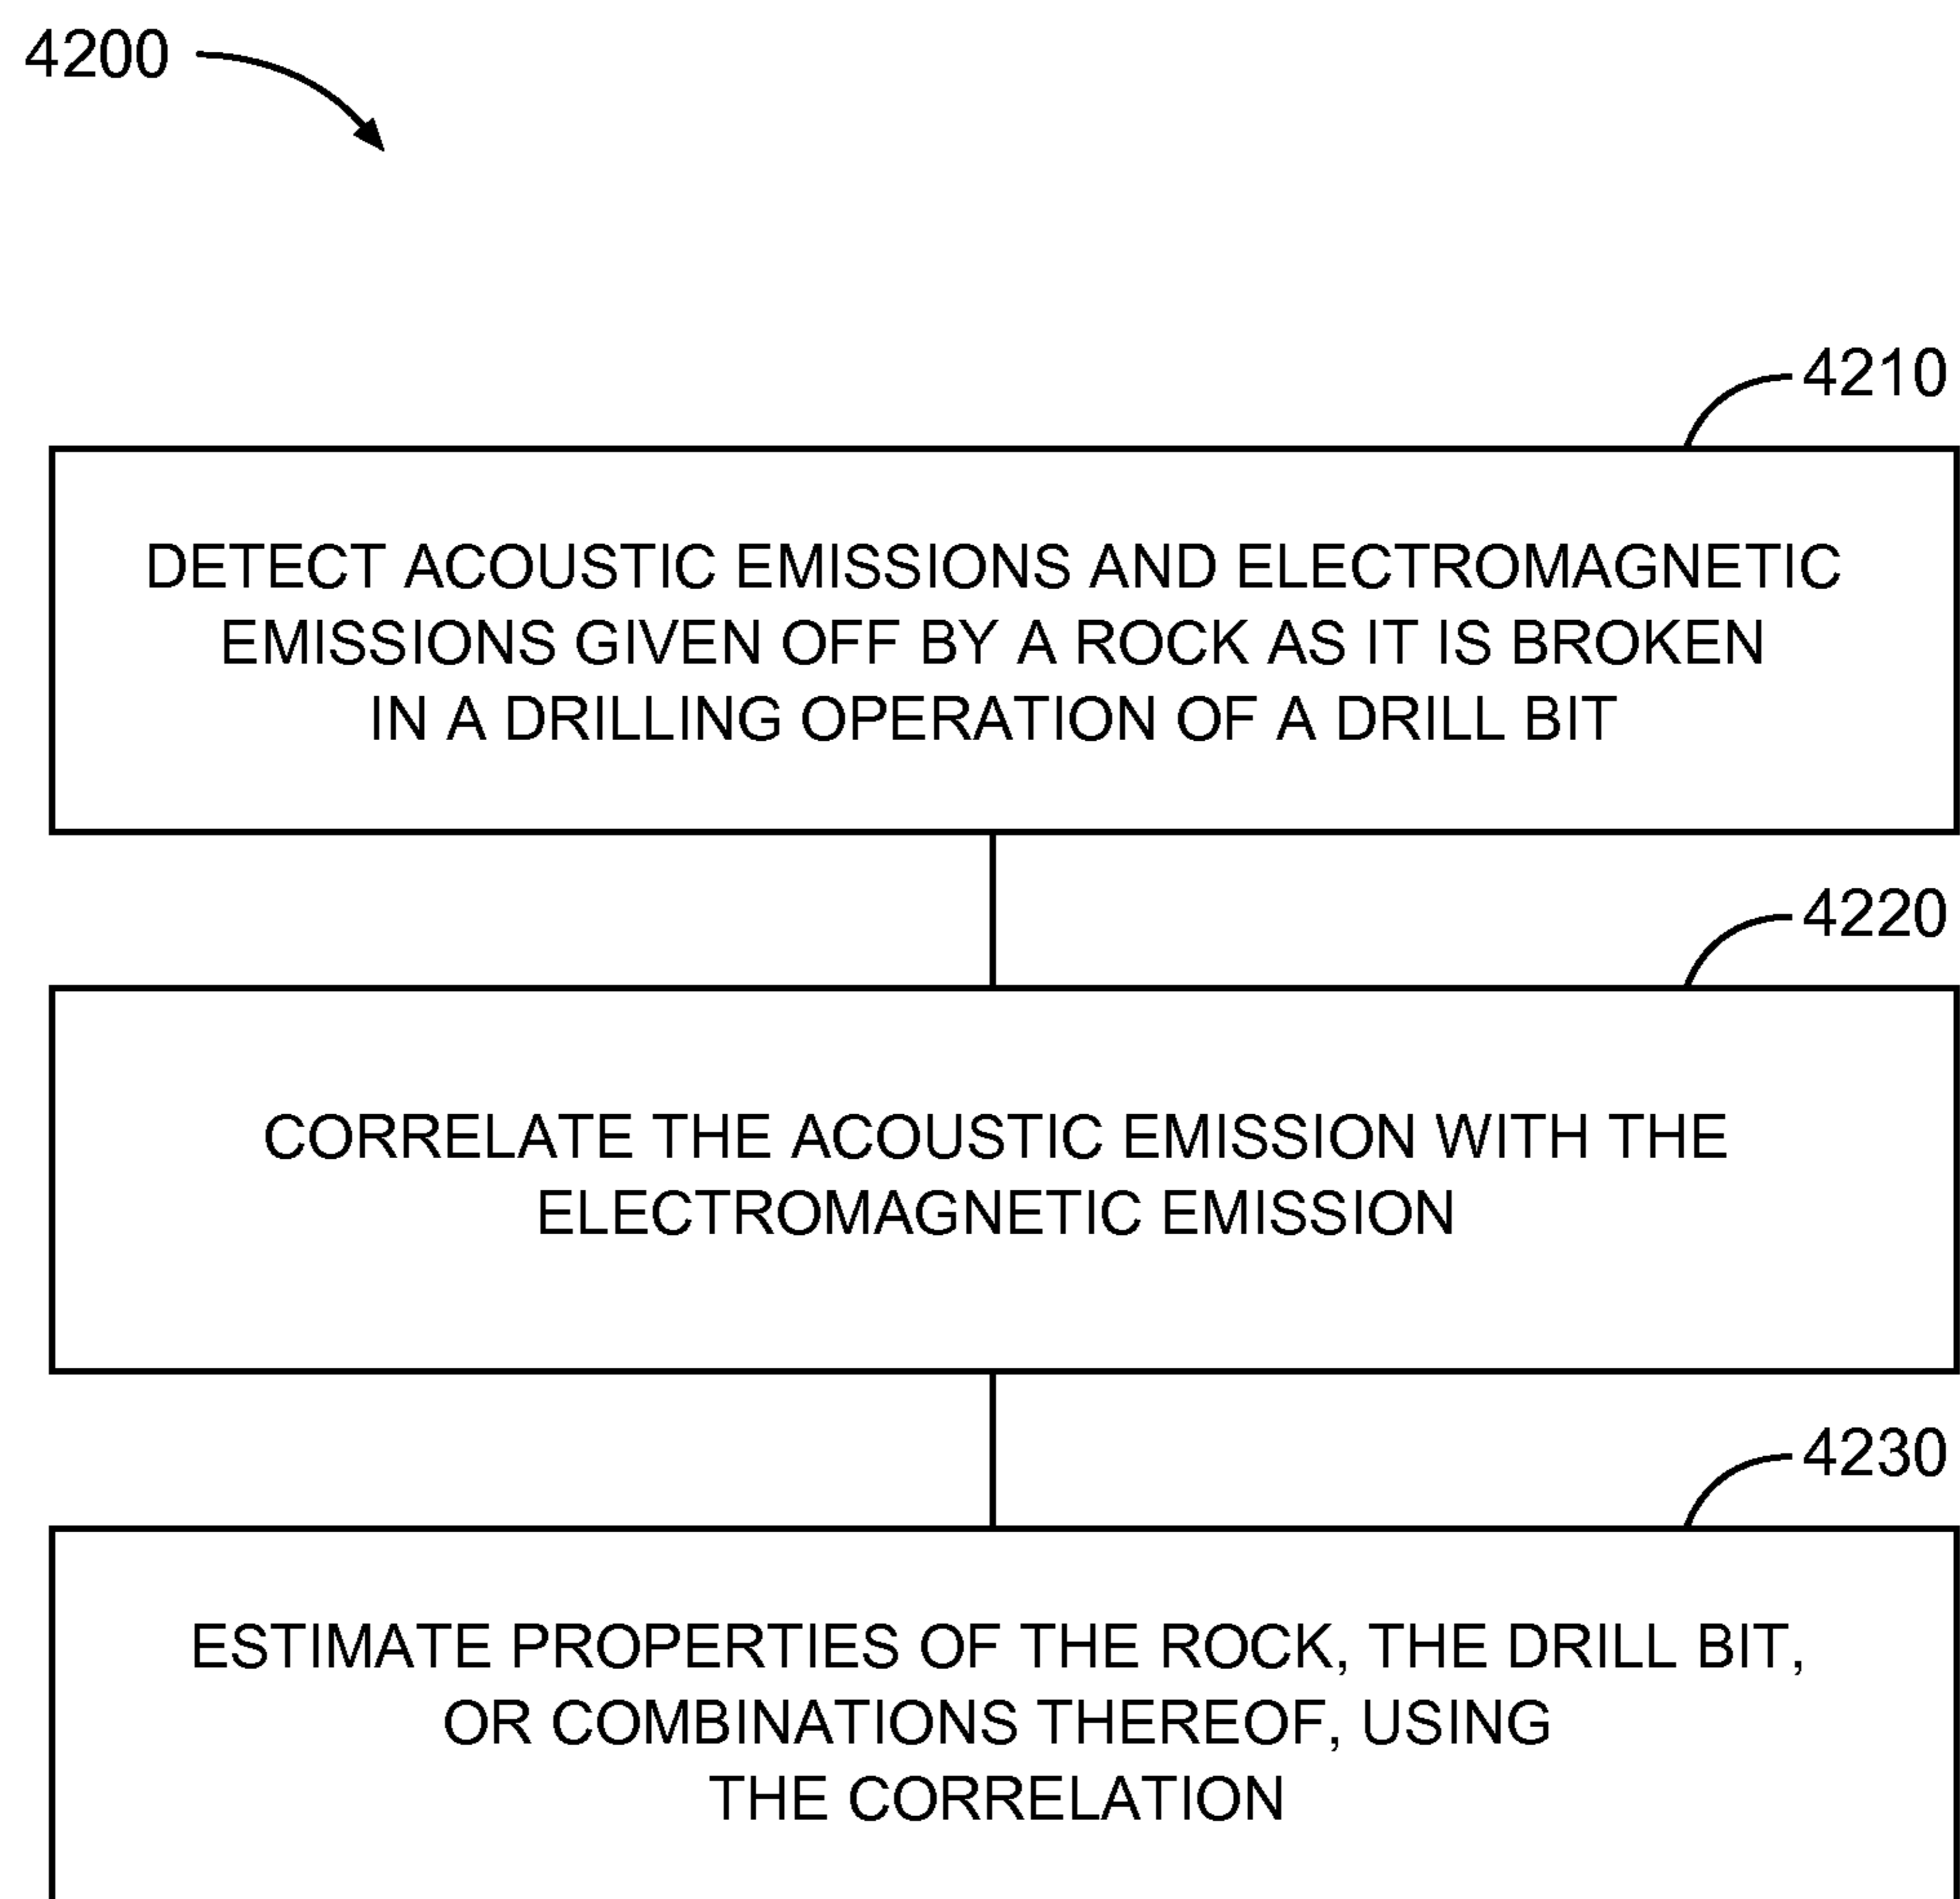 4200
4210
DETECT ACOUSTIC EMISSIONS AND ELECTROMAGNETIC
EMISSIONS GIVEN OFF BY A ROCK AS IT IS BROKEN
IN A DRILLING OPERATION OF A DRILL BIT
4220
CORRELATE THE ACOUSTIC EMISSION WITH THE
ELECTROMAGNETIC EMISSION
4230
ESTIMATE PROPERTIES OF THE ROCK, THE DRILL BIT,
OR COMBINATIONS THEREOF, USING
THE CORRELATION